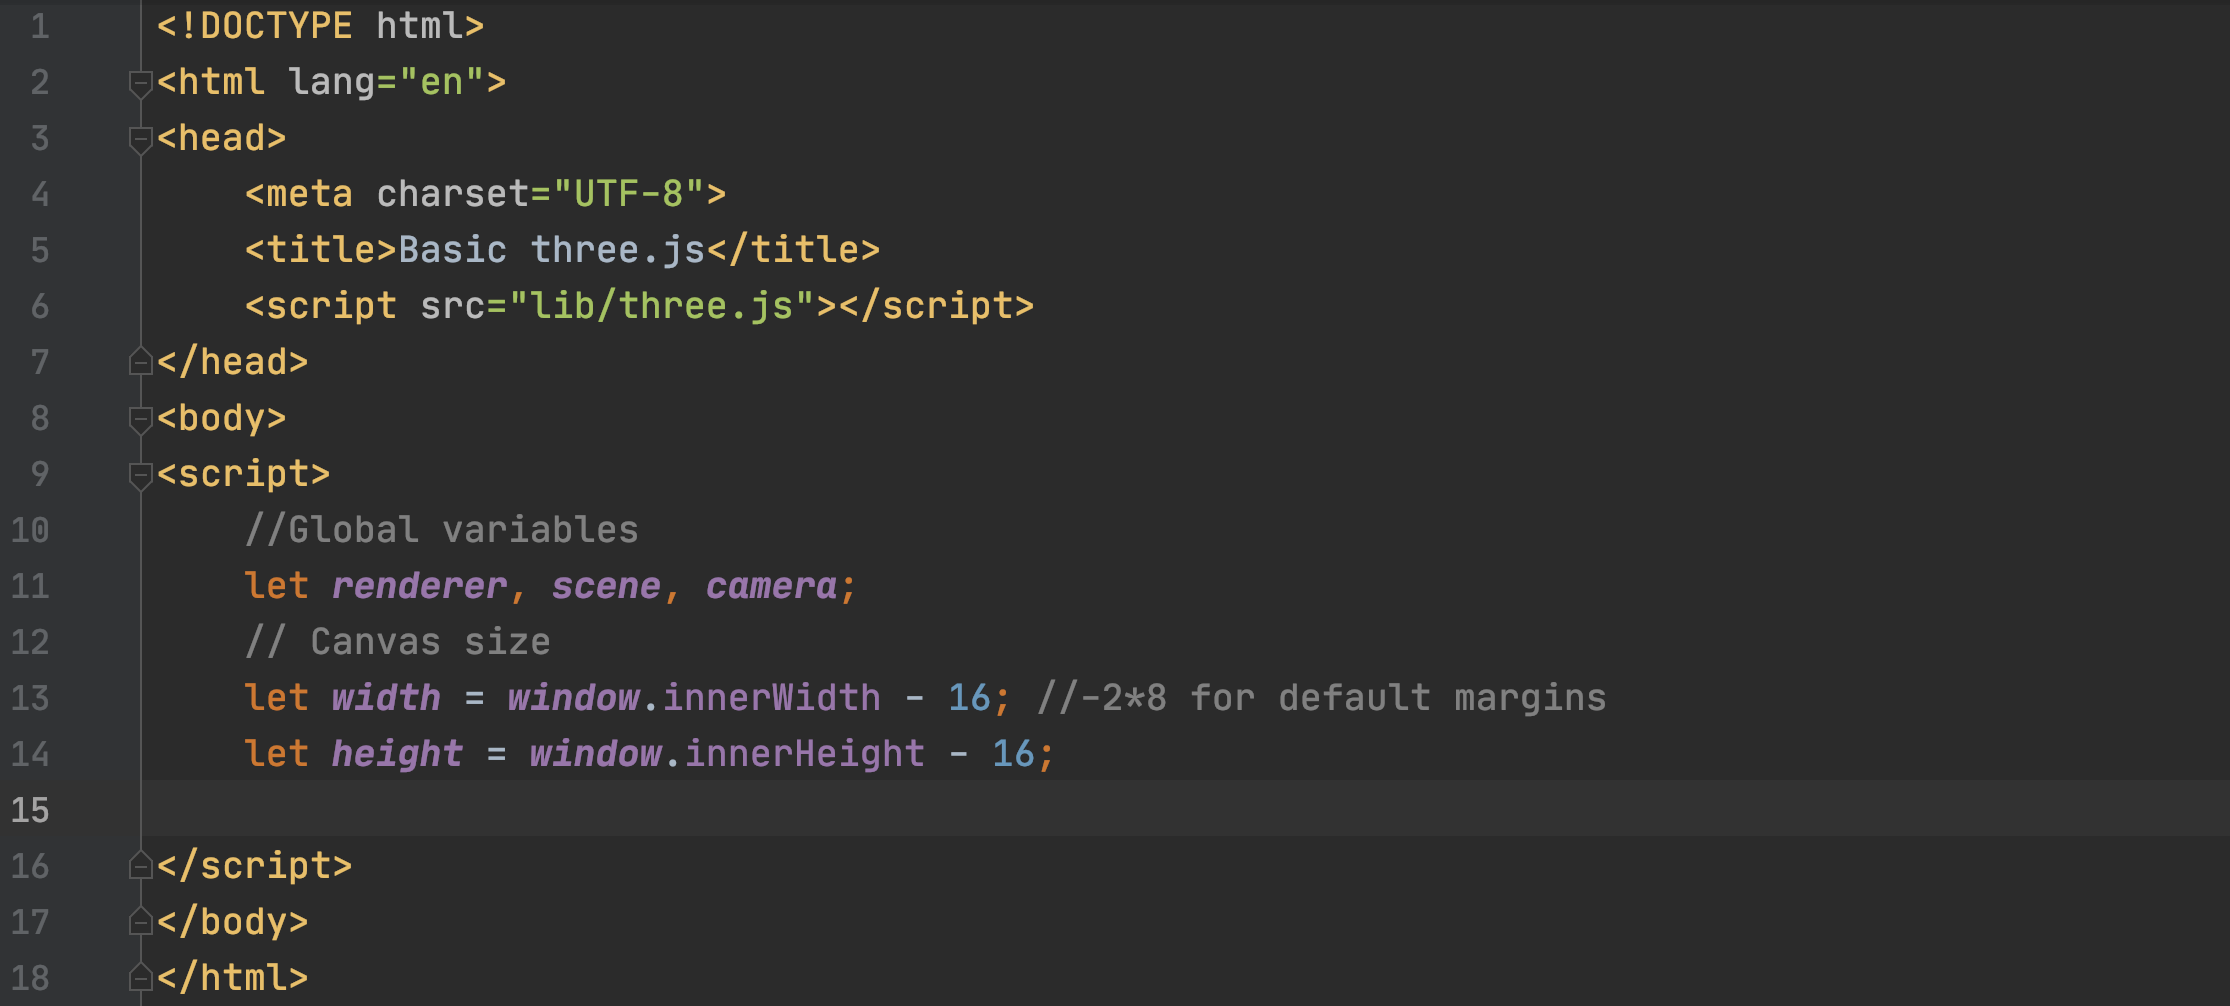 1 <!DOCTYPE html>
2 <html lang="en">
3 <head>
4     <meta charset="UTF-8">
5     <title>Basic three.js</title>
6     <script src="lib/three.js"></script>
7 </head>
8 <body>
9 <script>
10     //Global variables
11     let renderer, scene, camera;
12     // Canvas size
13     let width = window.innerWidth - 16; //-2*8 for default margins
14     let height = window.innerHeight - 16;
15
16 </script>
17 </body>
18 </html>